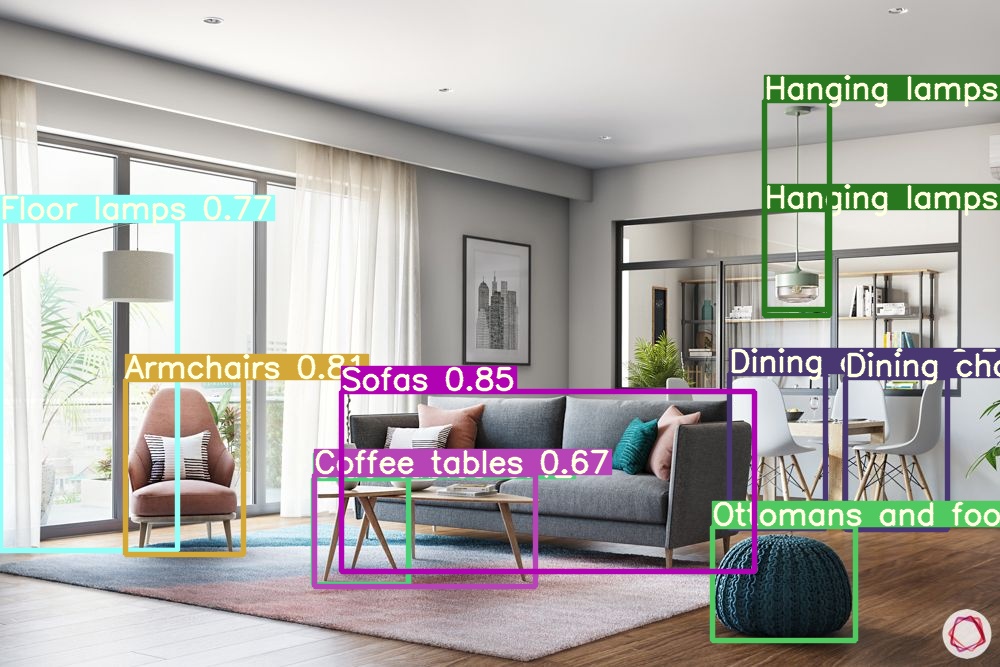 Hanging lamps
Hanging lamps
Floor lamps 0.77
Armchairs 0.81
Sofas 0.85
Dining
Dining cha
Coffee tables 0.67
Ottomans and foo